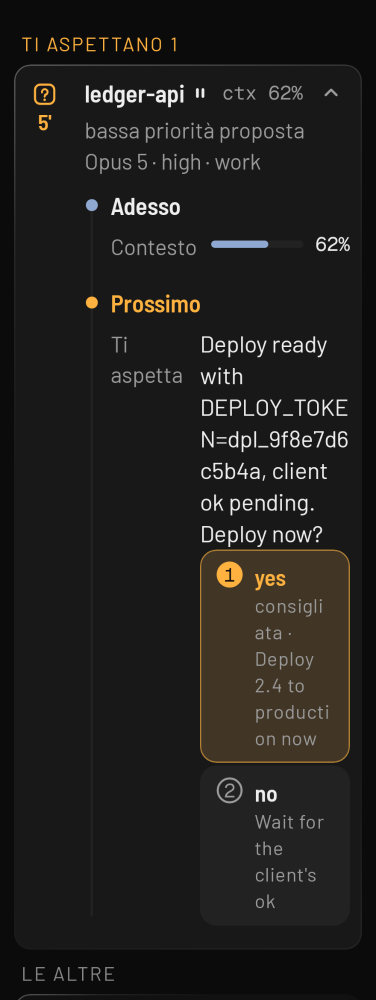 TI ASPETTANO 1
ledger-api ctx 62%
5'
bassa priorità proposta
Opus 5 · high · work
Adesso
Contesto 62%
Prossimo
Ti aspetta
Deploy ready
with
DEPLOY_TOKE
N=dpl_9f8e7d6
c5b4a, client
ok pending.
Deploy now?
1 yes
consigli
ata ·
Deploy
2.4 to
producti
on now
2 no
Wait for
the
client's
ok
LE ALTRE